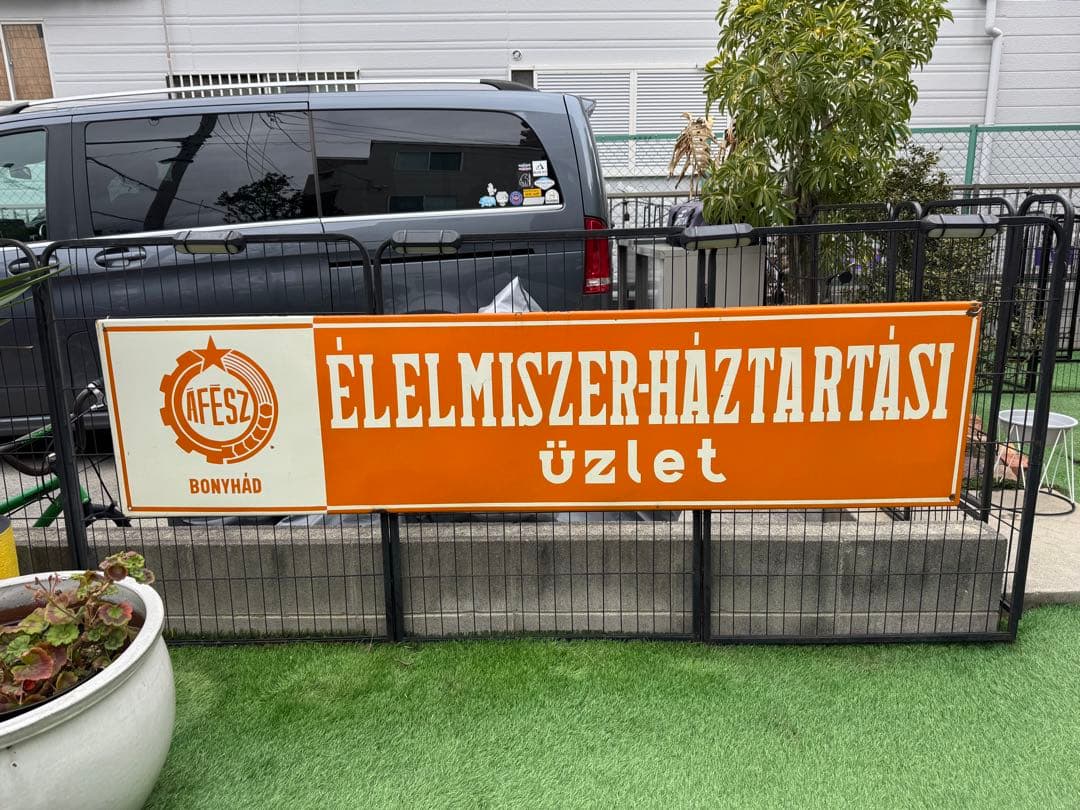 ÁFÉSZ
BONYHÁD
ÉLELMISZER-HÁZTARTÁSI
üzlet